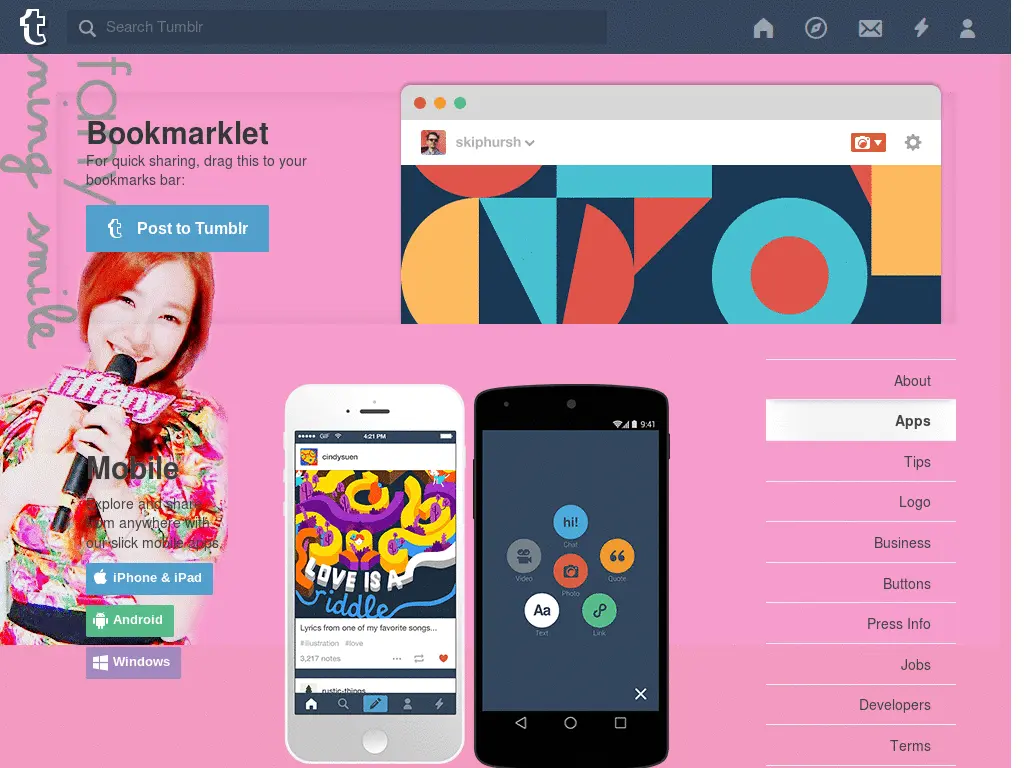 Search Tumblr
fany
ming smile
Bookmarklet
For quick sharing, drag this to your
bookmarks bar:
Post to Tumblr
skiphursh
Tiffany
Mobile
Explore and share
from anywhere with
our slick mobile apps.
iPhone & iPad
Android
Windows
GIF
4:21 PM
cindysuen
LOVE IS A
riddle
Lyrics from one of my favorite songs...
#illustration #love
3,217 notes
rustic-things
9:41
hi!
Chat
Video
Quote
Photo
Aa
Text
Link
About
Apps
Tips
Logo
Business
Buttons
Press Info
Jobs
Developers
Terms